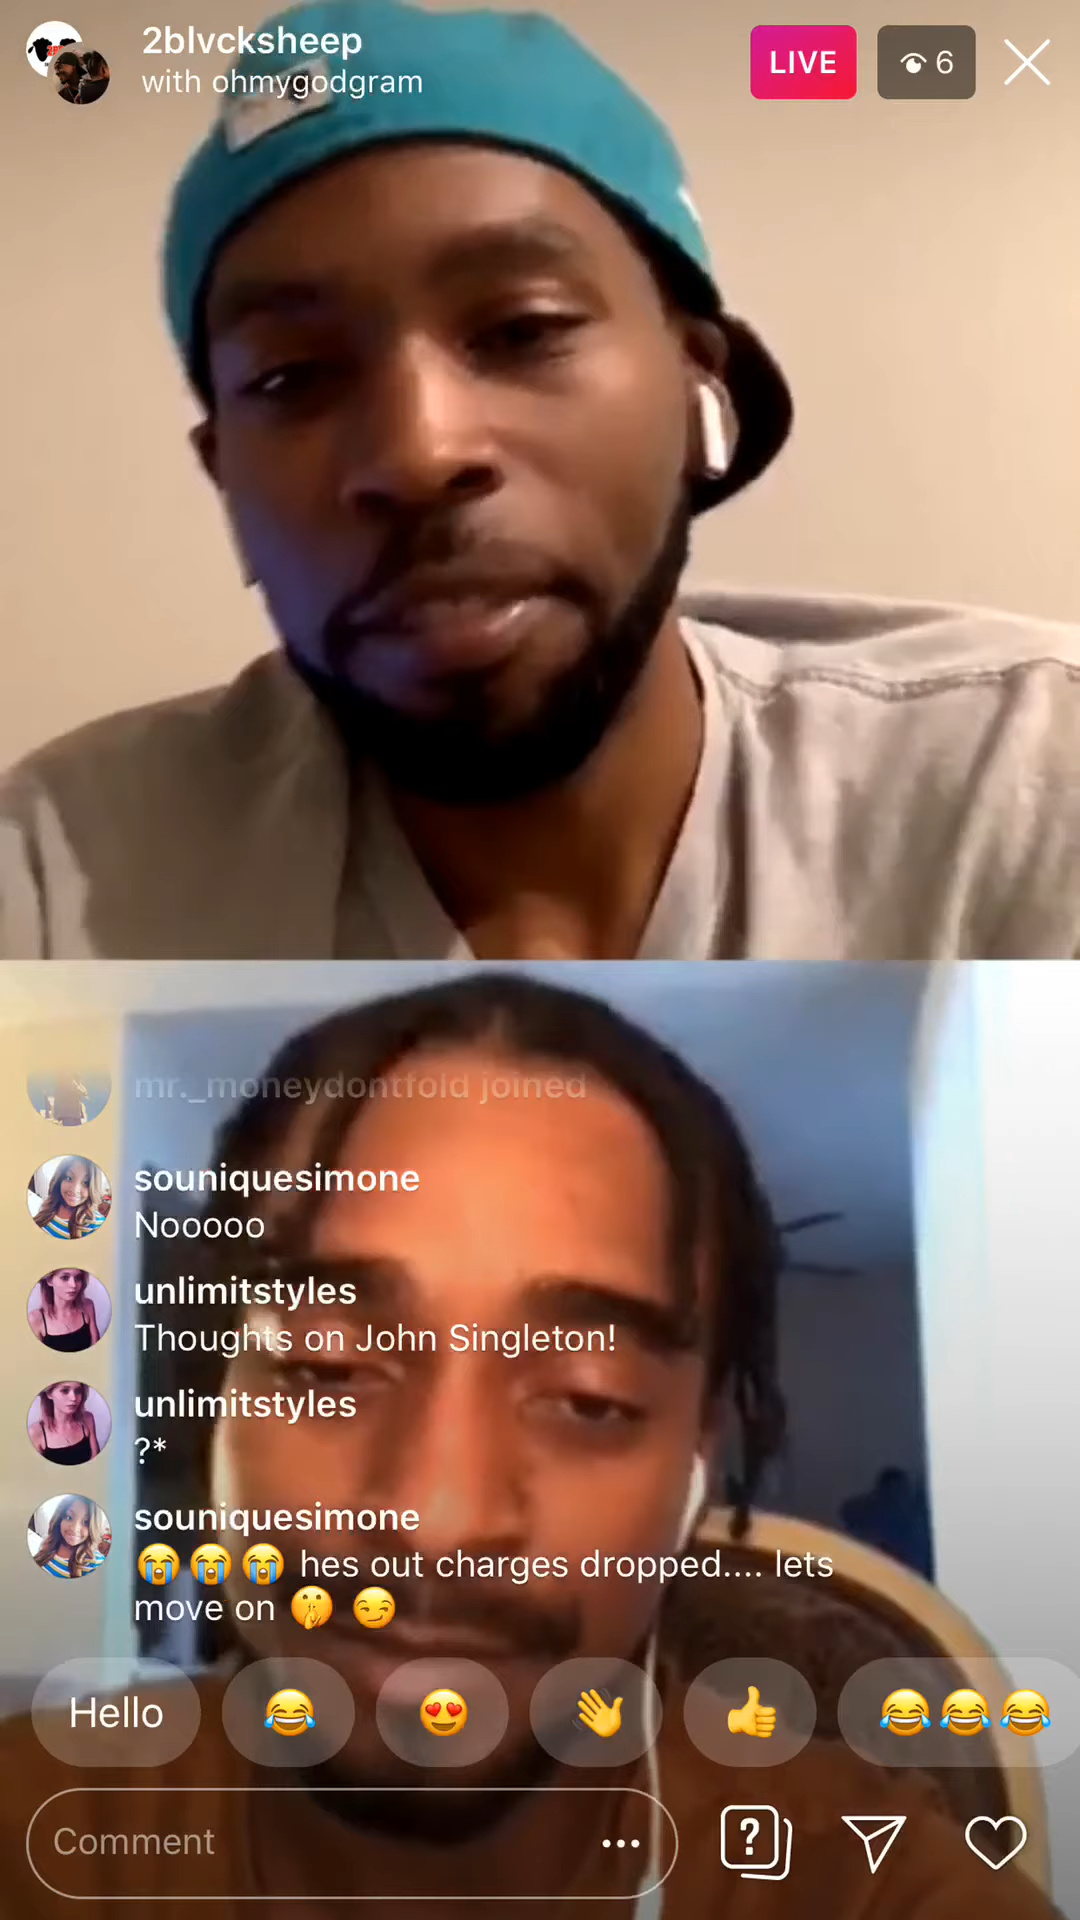 2blvcksheep
with ohmygodgram
LIVE
6
mr._moneydontfold joined
souniquesimone
Nooooo
unlimitstyles
Thoughts on John Singleton!
unlimitstyles
?*
souniquesimone
😭😭😭 hes out charges dropped.... lets
move on 🤫 😏
Hello 😂 😍 👋 👍 😂😂😂
Comment